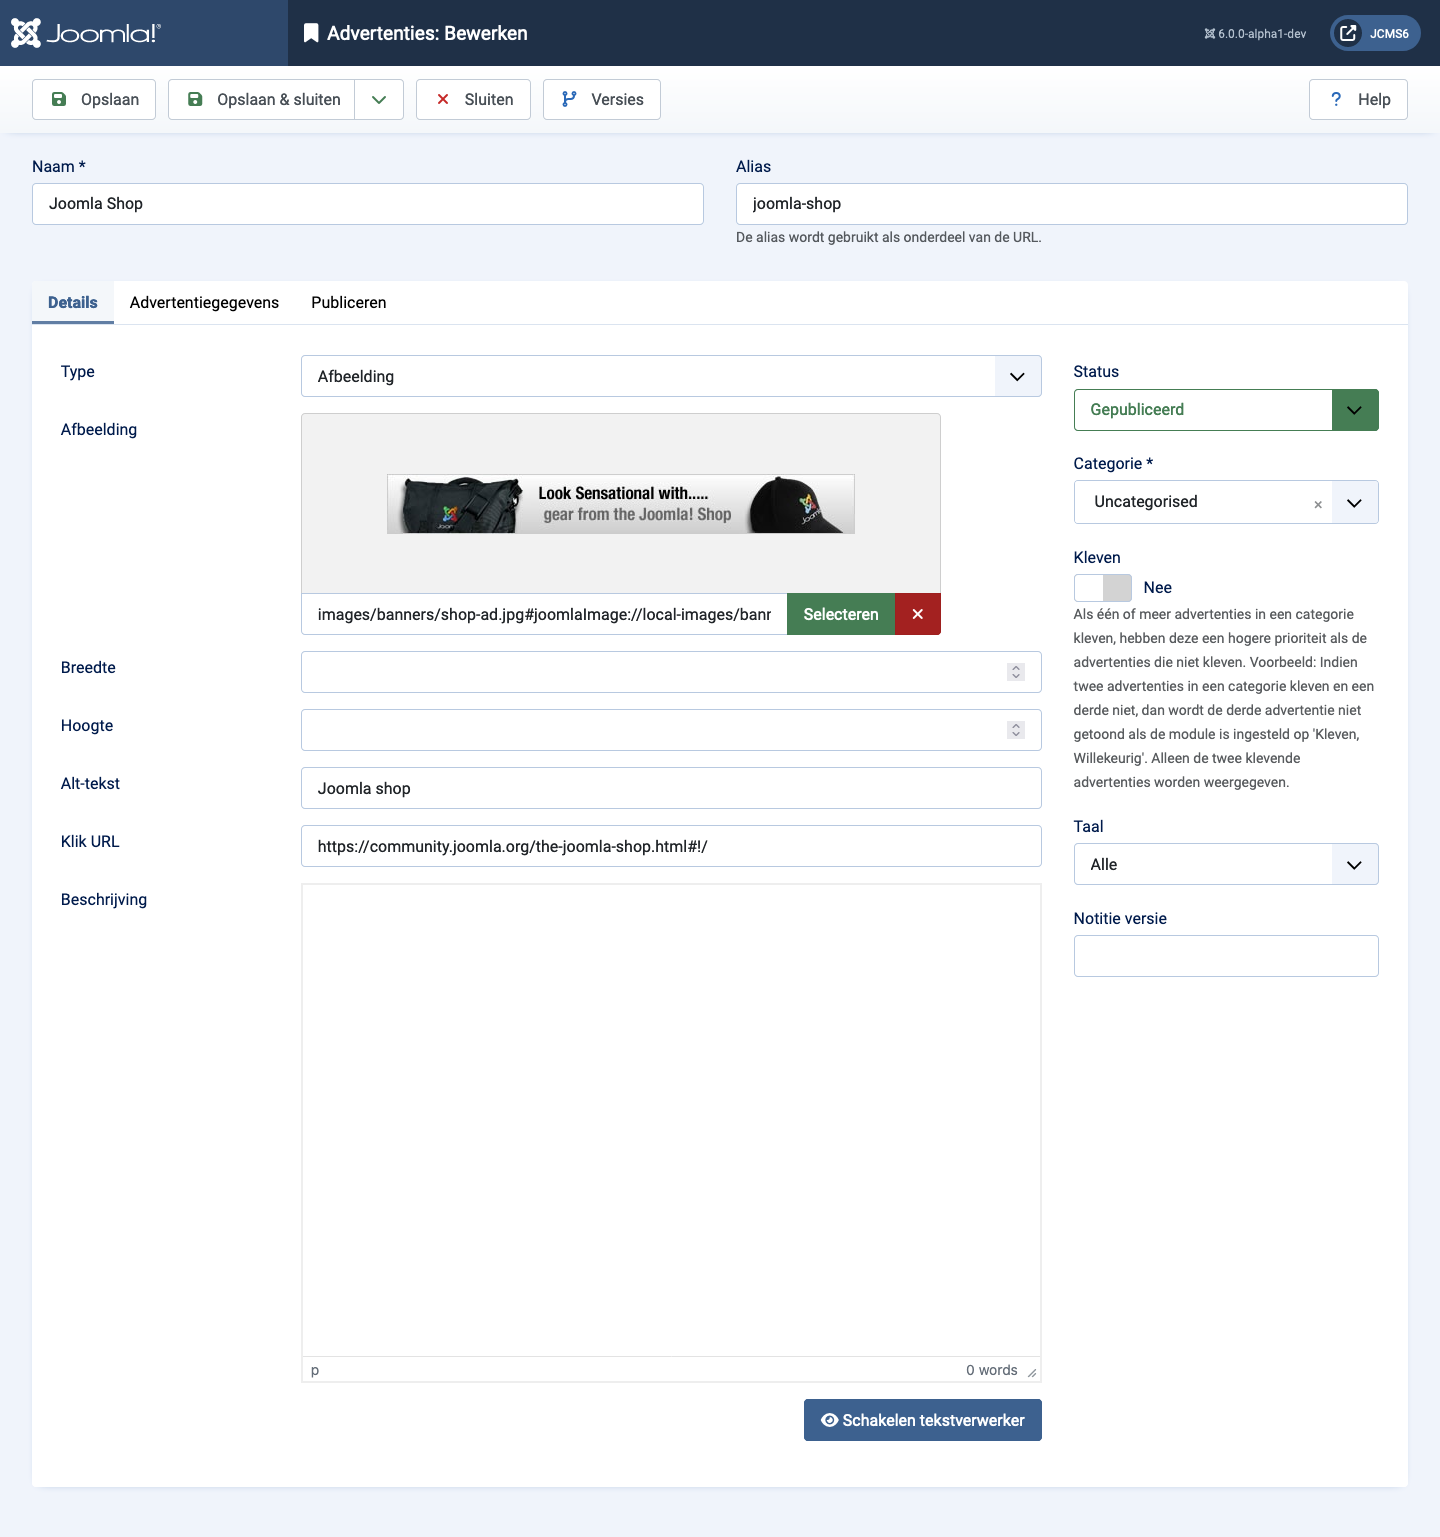 Joomla!®
Advertenties: Bewerken
6.0.0-alpha1-dev
JCMS6
Opslaan
Opslaan & sluiten
Sluiten
Versies
? Help
Naam *
Joomla Shop
Alias
joomla-shop
De alias wordt gebruikt als onderdeel van de URL.
Details
Advertentiegegevens
Publiceren
Type
Afbeelding
Afbeelding
Look Sensational with.....
gear from the Joomla! Shop
images/banners/shop-ad.jpg#joomlaImage://local-images/banr
Selecteren
Breedte
Hoogte
Alt-tekst
Joomla shop
Klik URL
https://community.joomla.org/the-joomla-shop.html#!/
Beschrijving
p
0 words
Schakelen tekstverwerker
Status
Gepubliceerd
Categorie *
Uncategorised ×
Kleven
Nee
Als één of meer advertenties in een categorie
kleven, hebben deze een hogere prioriteit als de
advertenties die niet kleven. Voorbeeld: Indien
twee advertenties in een categorie kleven en een
derde niet, dan wordt de derde advertentie niet
getoond als de module is ingesteld op 'Kleven,
Willekeurig'. Alleen de twee klevende
advertenties worden weergegeven.
Taal
Alle
Notitie versie